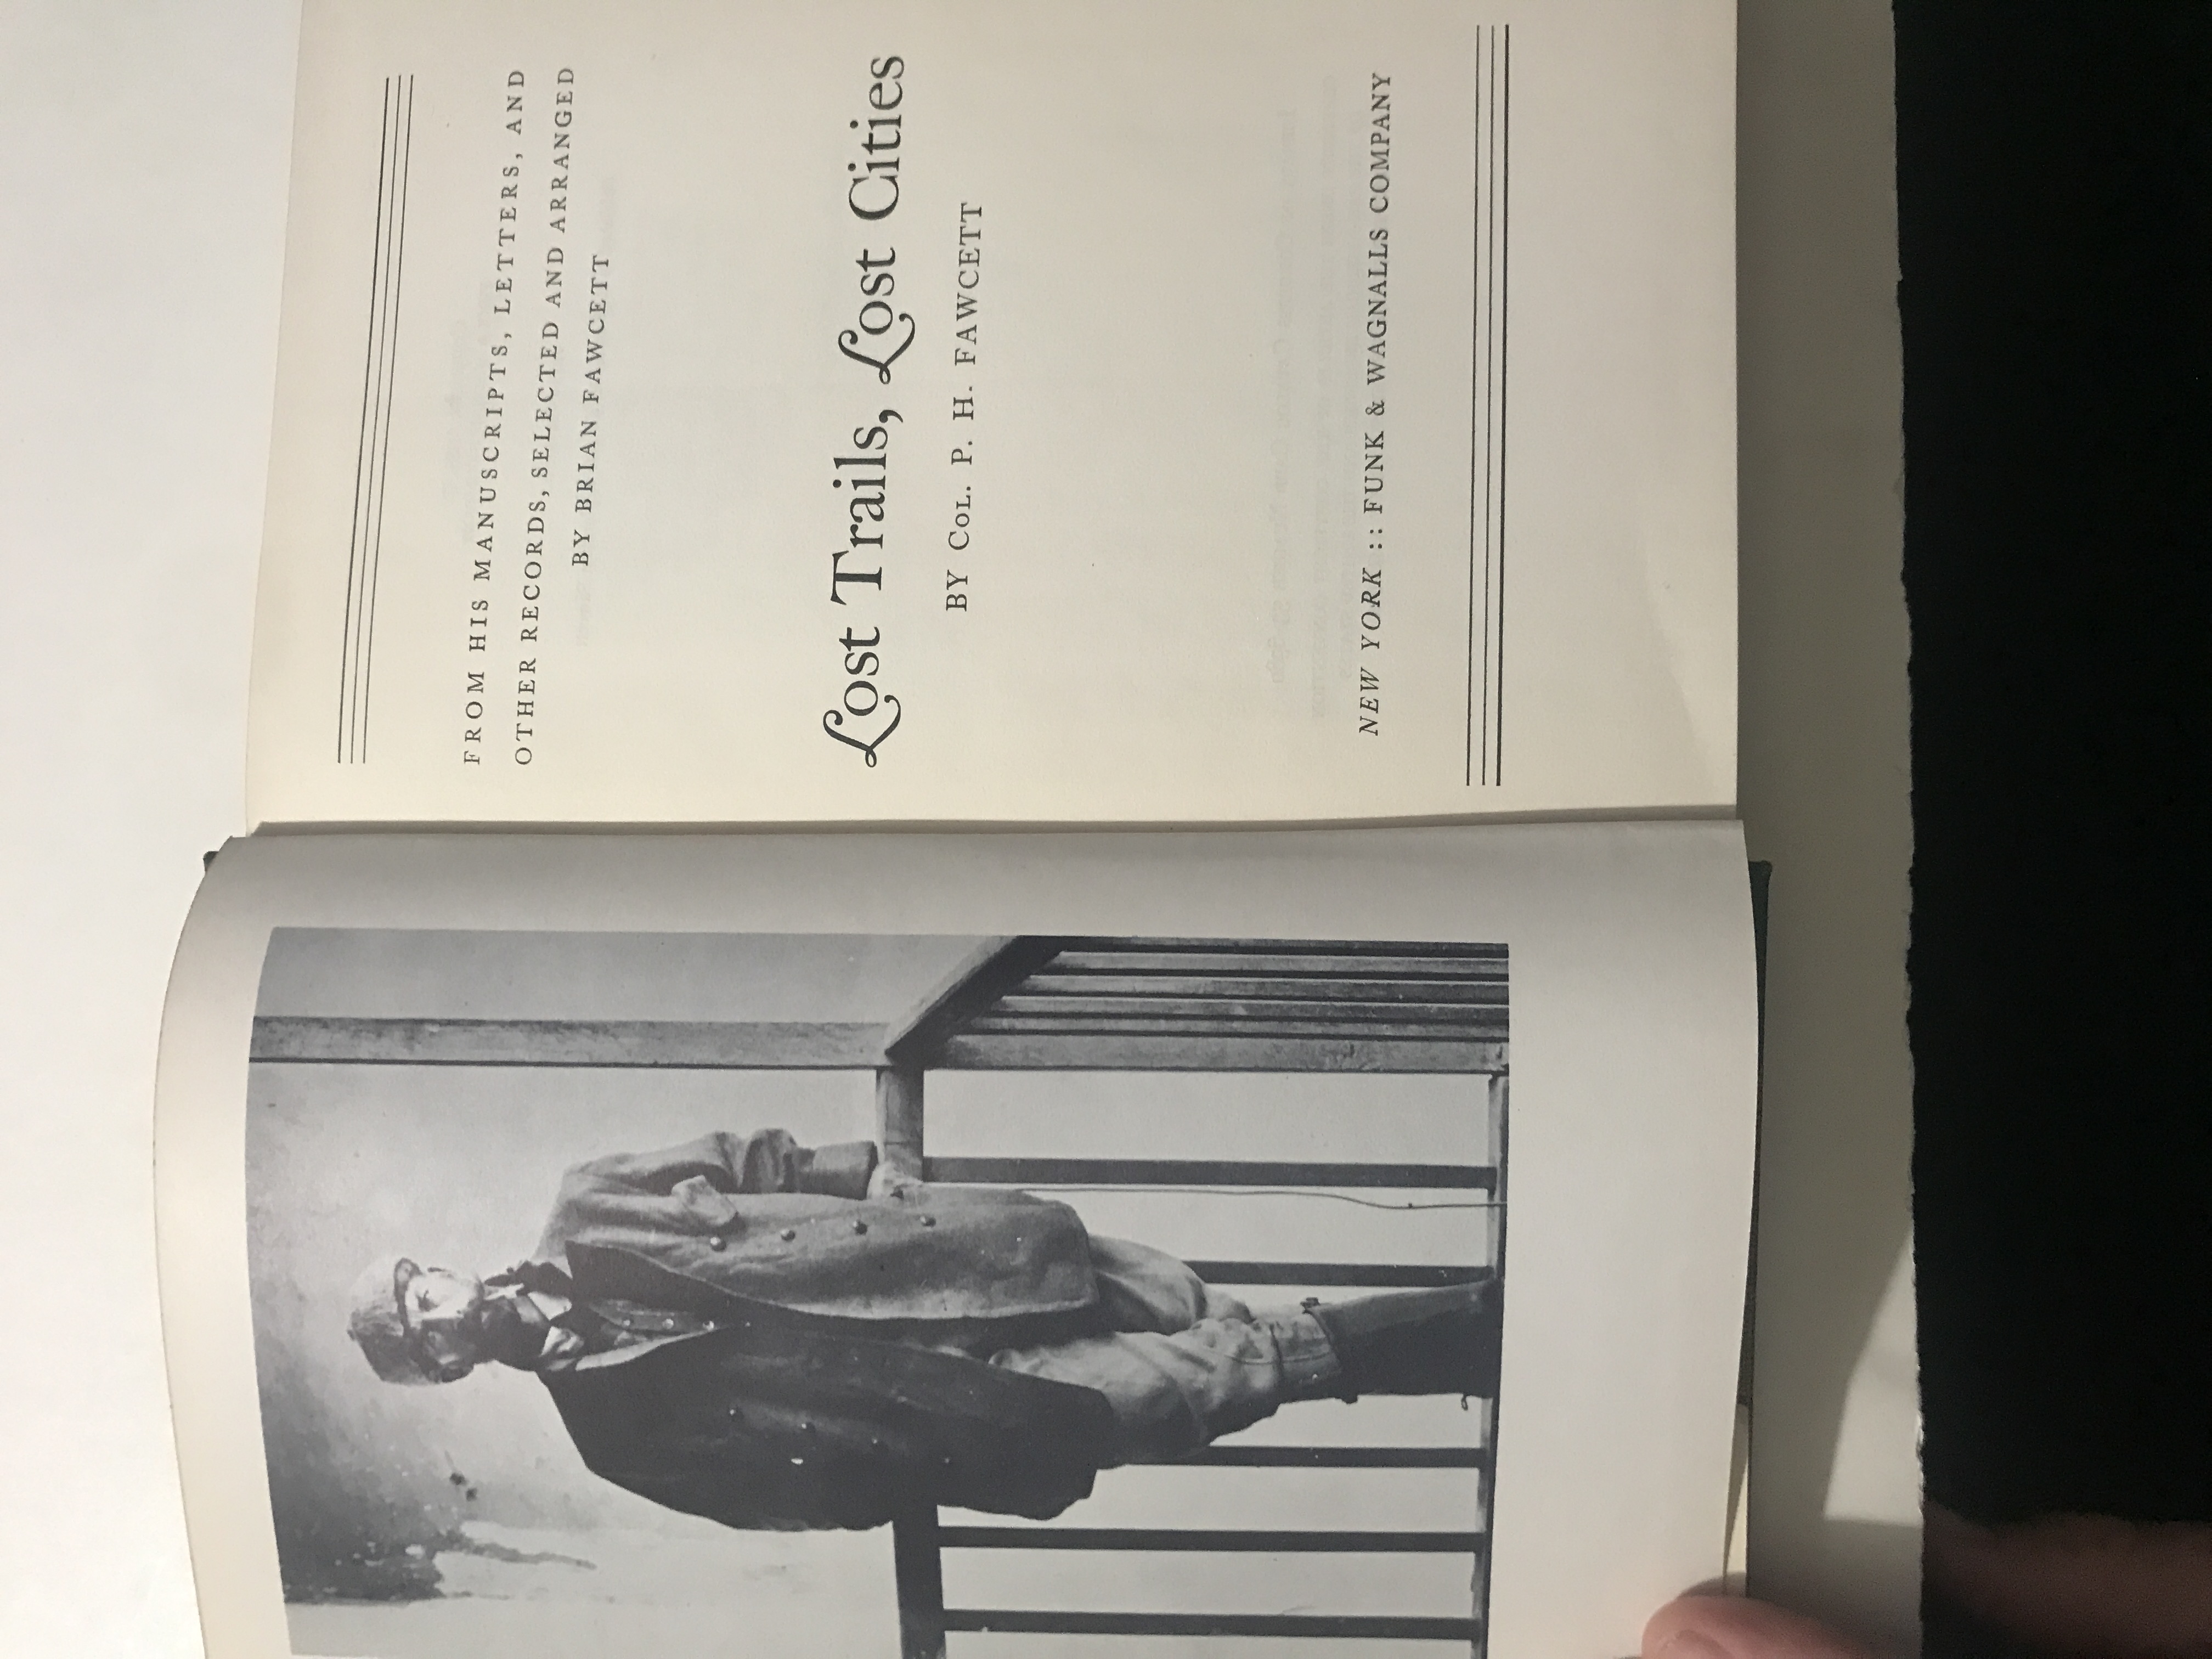 FROM HIS MANUSCRIPTS, LETTERS, AND
OTHER RECORDS, SELECTED AND ARRANGED
BY BRIAN FAWCETT
Lost Trails, Lost Cities
BY COL. P. H. FAWCETT
NEW YORK :: FUNK & WAGNALLS COMPANY